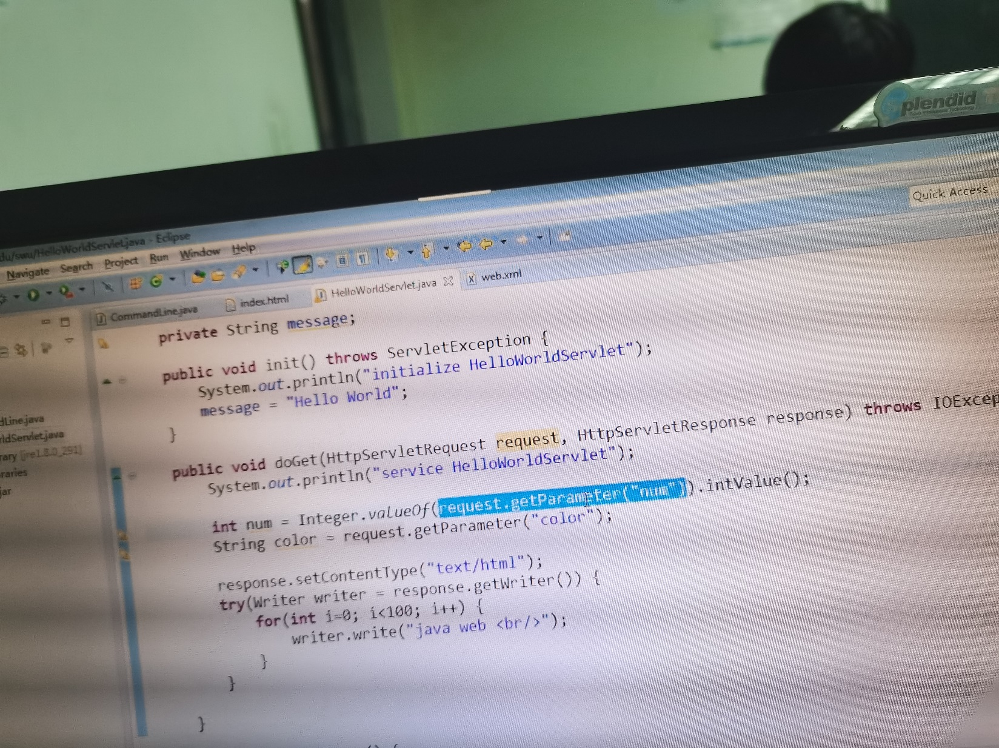 Splendid
Quick Access
du/swu/HelloWorldServlet.java - Eclipse
Navigate Search Project Run Window Help
CommandLine.java index.html HelloWorldServlet.java web.xml
private String message;
public void init() throws ServletException {
System.out.println("initialize HelloWorldServlet");
message = "Hello World";
}
public void doGet(HttpServletRequest request, HttpServletResponse response) throws IOExcep
System.out.println("service HelloWorldServlet");
int num = Integer.valueOf(request.getParameter("num")).intValue();
String color = request.getParameter("color");
response.setContentType("text/html");
try(Writer writer = response.getWriter()) {
for(int i=0; i<100; i++) {
writer.write("java web <br/>");
}
}
}
dLine.java
rldServlet.java
rary [jre1.8.0_291]
raries
jar